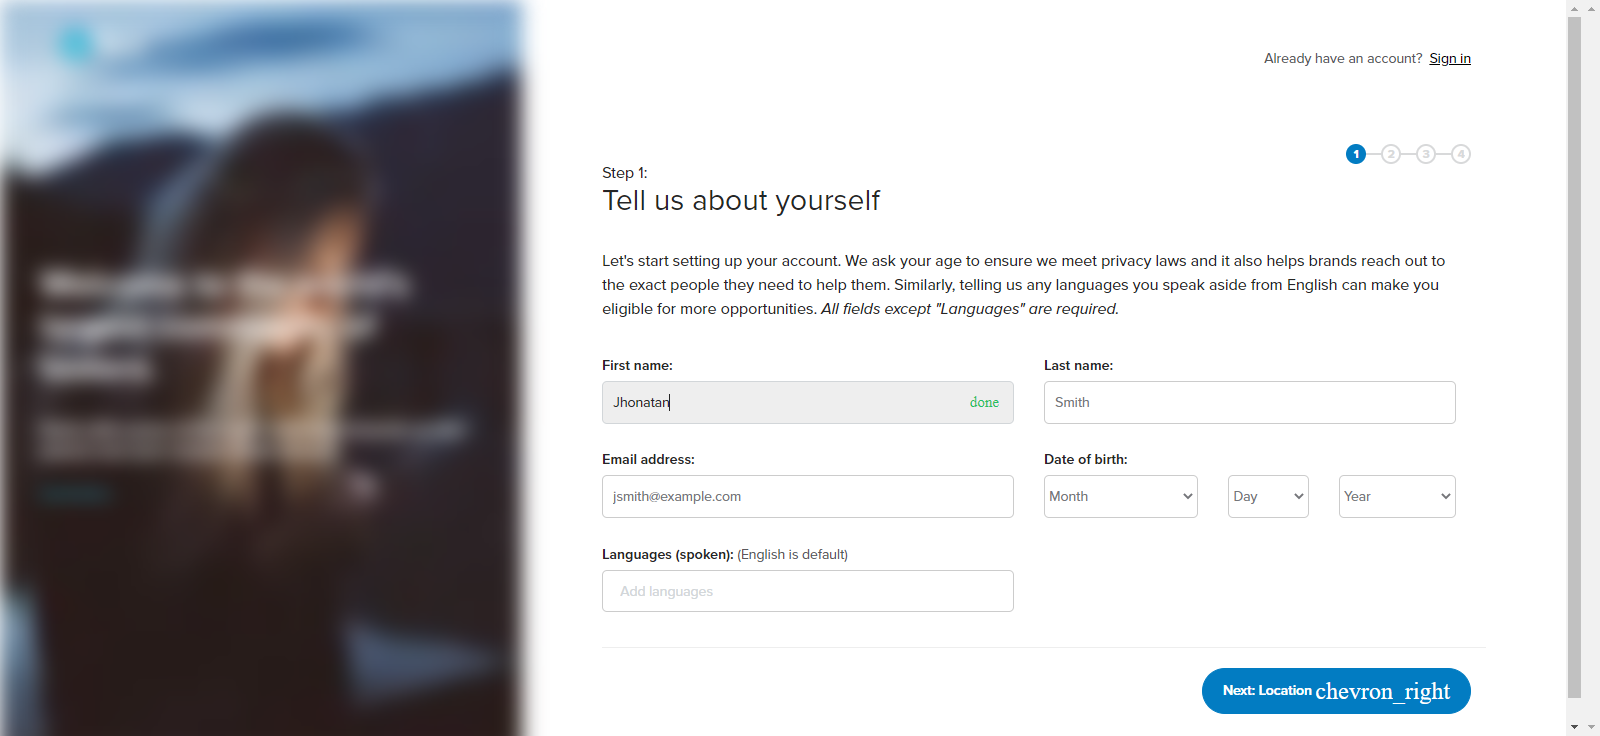 Already have an account? Sign in
1 2 3 4
Step 1:
Tell us about yourself
Let's start setting up your account. We ask your age to ensure we meet privacy laws and it also helps brands reach out to
the exact people they need to help them. Similarly, telling us any languages you speak aside from English can make you
eligible for more opportunities. All fields except "Languages" are required.
First name:
Last name:
Jhonatan done
Smith
Email address:
Date of birth:
jsmith@example.com
Month Day Year
Languages (spoken): (English is default)
Add languages
Next: Location chevron_right